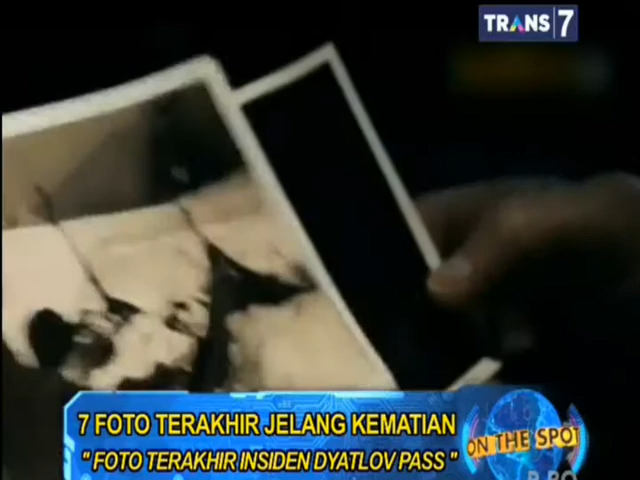 TRANS|7
7 FOTO TERAKHIR JELANG KEMATIAN
" FOTO TERAKHIR INSIDEN DYATLOV PASS "
ON THE SPOT